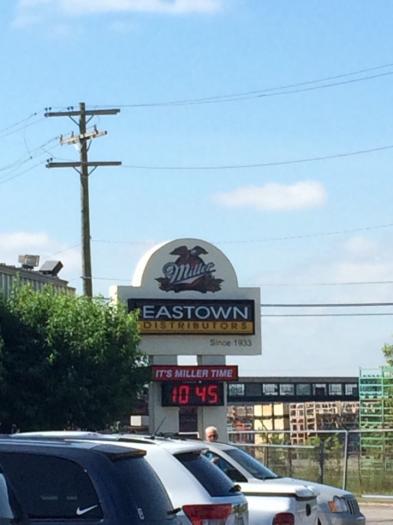 Miller
EASTOWN
DISTRIBUTORS
Since 1933
IT'S MILLER TIME
10:45